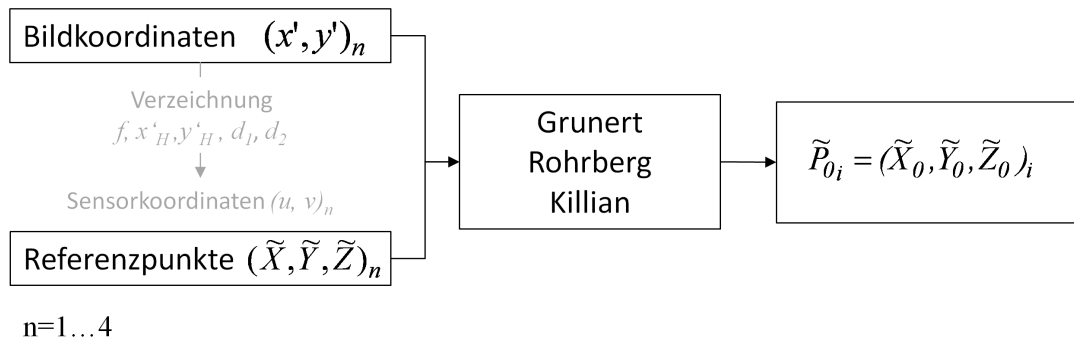 Bildkoordinaten (x',y')n
Verzeichnung
f, x‘H,y‘H , d1, d2
Sensorkoordinaten (u, v)n
Referenzpunkte (X̃,Ỹ,Z̃)n
n=1…4
Grunert
Rohrberg
Killian
P̃0i = (X̃0,Ỹ0,Z̃0)i